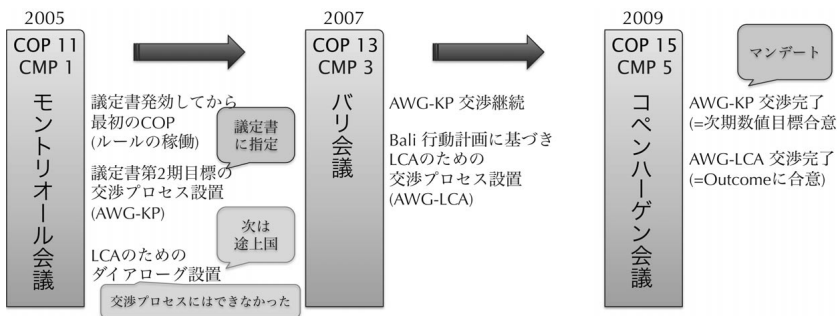 2005
COP 11
CMP 1
モントリオール会議
議定書発効してから
最初のCOP
(ルールの稼働)
議定書
に指定
議定書第2期目標の
交渉プロセス設置
(AWG-KP)
次は
途上国
LCAのための
ダイアローグ設置
交渉プロセスにはできなかった
2007
COP 13
CMP 3
バリ会議
AWG-KP 交渉継続
Bali 行動計画に基づき
LCAのための
交渉プロセス設置
(AWG-LCA)
2009
COP 15
CMP 5
コペンハーゲン会議
マンデート
AWG-KP 交渉完了
(=次期数値目標合意
AWG-LCA 交渉完了
(=Outcomeに合意)